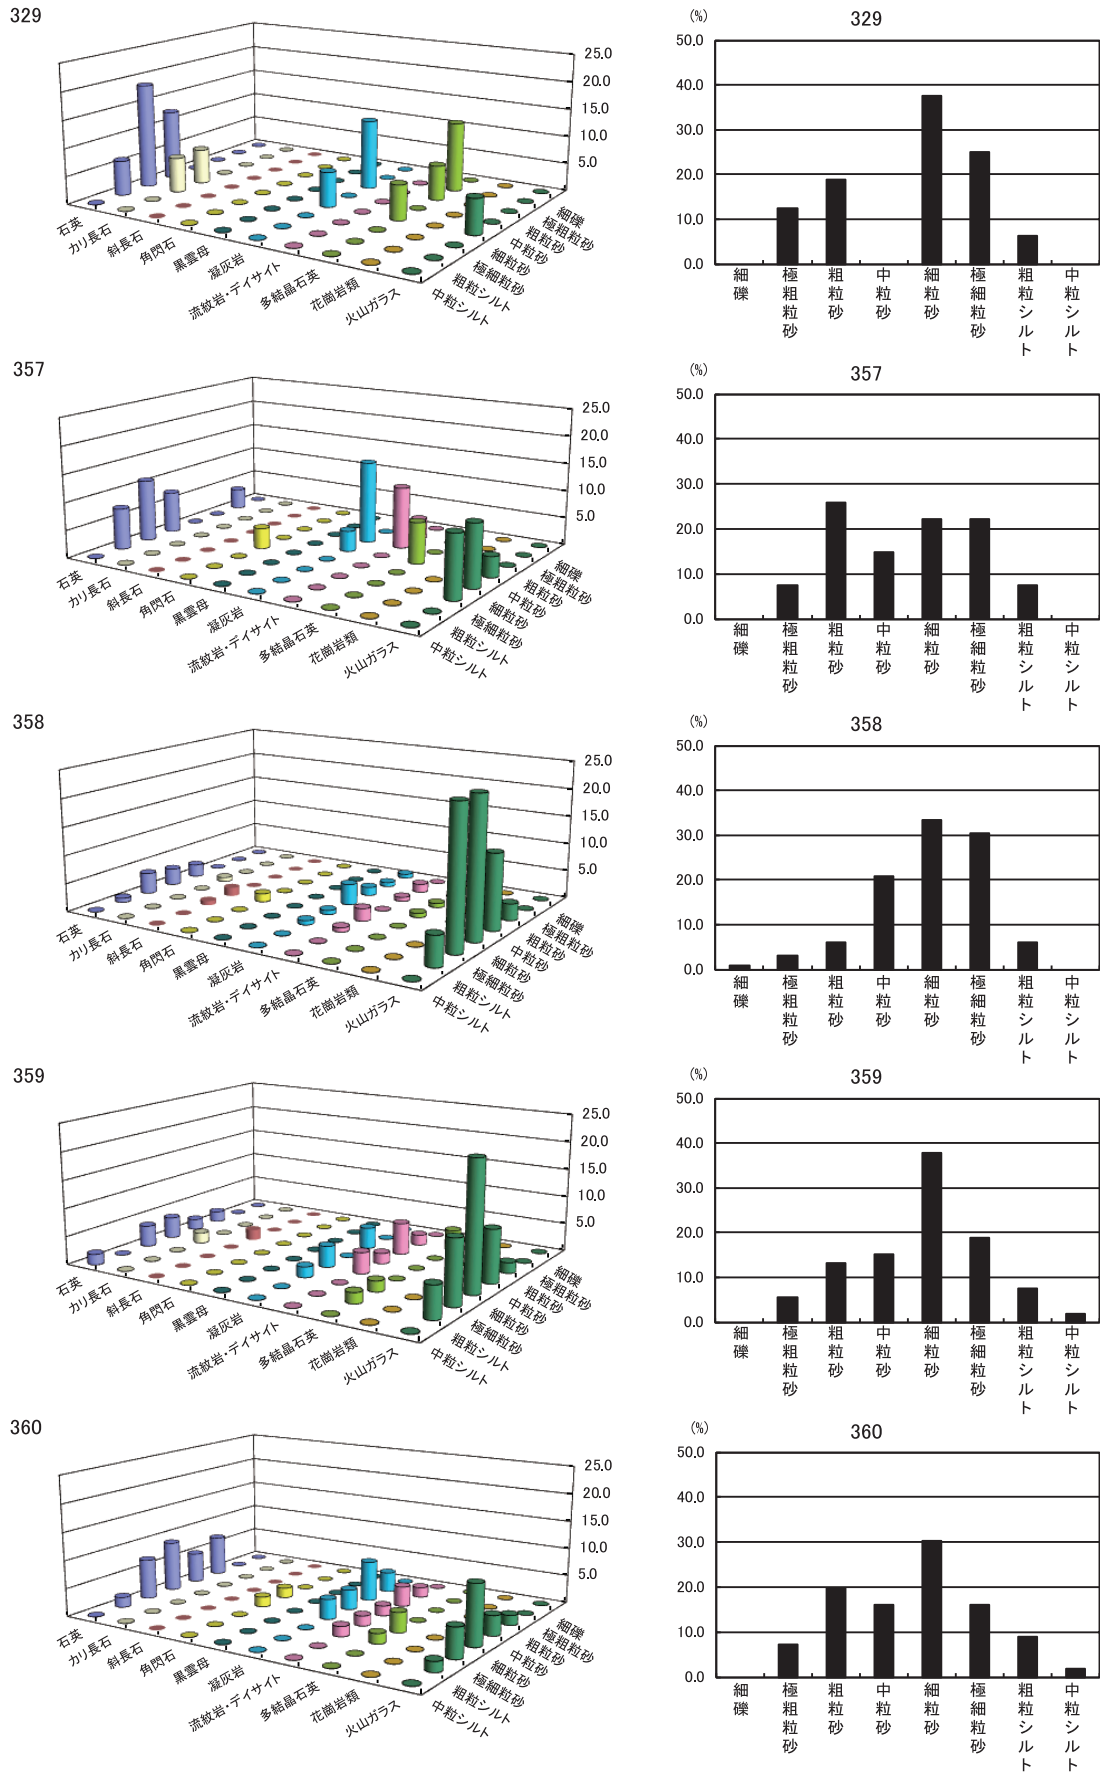 329
25.0
20.0
15.0
10.0
5.0
石英
カリ長石
斜長石
角閃石
黒雲母
凝灰岩
流紋岩・デイサイト
多結晶石英
花崗岩類
火山ガラス
細礫
極粗粒砂
粗粒砂
中粒砂
細粒砂
極細粒砂
粗粒シルト
中粒シルト
(%)
329
50.0
40.0
30.0
20.0
10.0
0.0
細礫
極粗粒砂
粗粒砂
中粒砂
細粒砂
極細粒砂
粗粒シルト
中粒シルト
357
25.0
20.0
15.0
10.0
5.0
石英
カリ長石
斜長石
角閃石
黒雲母
凝灰岩
流紋岩・デイサイト
多結晶石英
花崗岩類
火山ガラス
細礫
極粗粒砂
粗粒砂
中粒砂
細粒砂
極細粒砂
粗粒シルト
中粒シルト
(%)
357
50.0
40.0
30.0
20.0
10.0
0.0
細礫
極粗粒砂
粗粒砂
中粒砂
細粒砂
極細粒砂
粗粒シルト
中粒シルト
358
25.0
20.0
15.0
10.0
5.0
石英
カリ長石
斜長石
角閃石
黒雲母
凝灰岩
流紋岩・デイサイト
多結晶石英
花崗岩類
火山ガラス
細礫
極粗粒砂
粗粒砂
中粒砂
細粒砂
極細粒砂
粗粒シルト
中粒シルト
(%)
358
50.0
40.0
30.0
20.0
10.0
0.0
細礫
極粗粒砂
粗粒砂
中粒砂
細粒砂
極細粒砂
粗粒シルト
中粒シルト
359
25.0
20.0
15.0
10.0
5.0
石英
カリ長石
斜長石
角閃石
黒雲母
凝灰岩
流紋岩・デイサイト
多結晶石英
花崗岩類
火山ガラス
細礫
極粗粒砂
粗粒砂
中粒砂
細粒砂
極細粒砂
粗粒シルト
中粒シルト
(%)
359
50.0
40.0
30.0
20.0
10.0
0.0
細礫
極粗粒砂
粗粒砂
中粒砂
細粒砂
極細粒砂
粗粒シルト
中粒シルト
360
25.0
20.0
15.0
10.0
5.0
石英
カリ長石
斜長石
角閃石
黒雲母
凝灰岩
流紋岩・デイサイト
多結晶石英
花崗岩類
火山ガラス
細礫
極粗粒砂
粗粒砂
中粒砂
細粒砂
極細粒砂
粗粒シルト
中粒シルト
(%)
360
50.0
40.0
30.0
20.0
10.0
0.0
細礫
極粗粒砂
粗粒砂
中粒砂
細粒砂
極細粒砂
粗粒シルト
中粒シルト